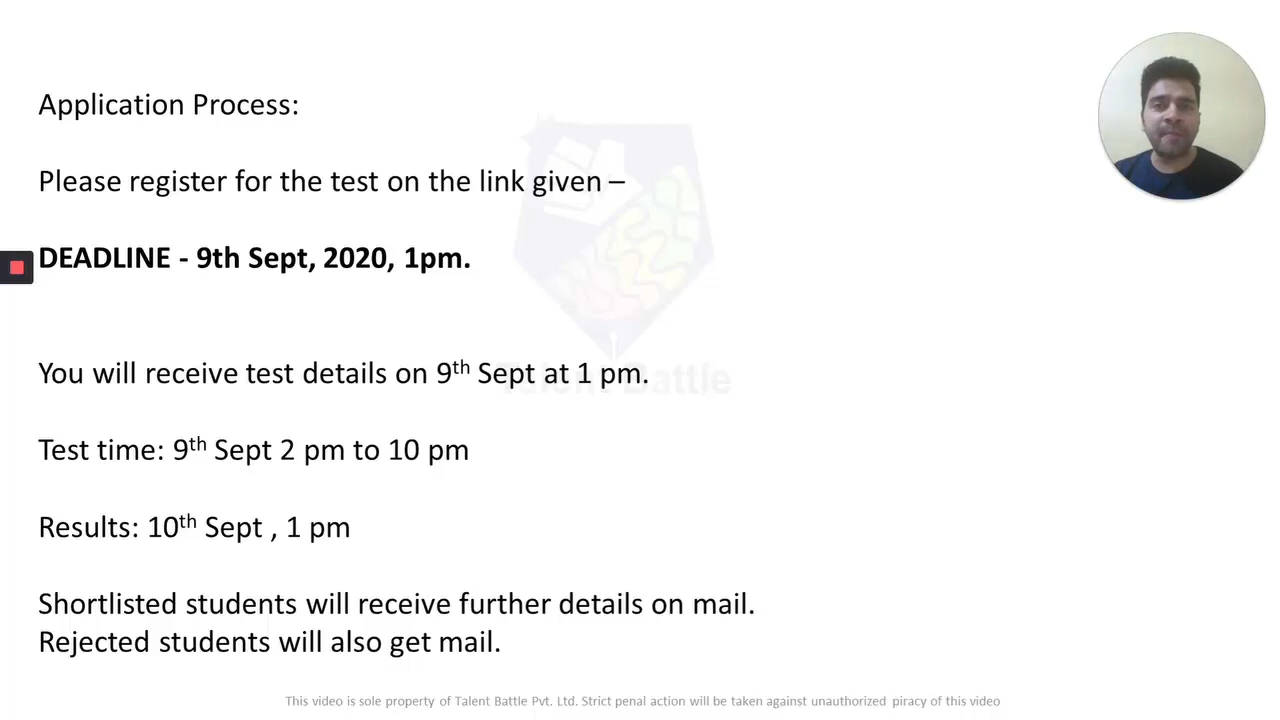 Application Process:
Please register for the test on the link given –
DEADLINE - 9th Sept, 2020, 1pm.
You will receive test details on 9th Sept at 1 pm.
Talent Battle
Test time: 9th Sept 2 pm to 10 pm
Results: 10th Sept , 1 pm
Shortlisted students will receive further details on mail.
Rejected students will also get mail.
This video is sole property of Talent Battle Pvt. Ltd. Strict penal action will be taken against unauthorized piracy of this video